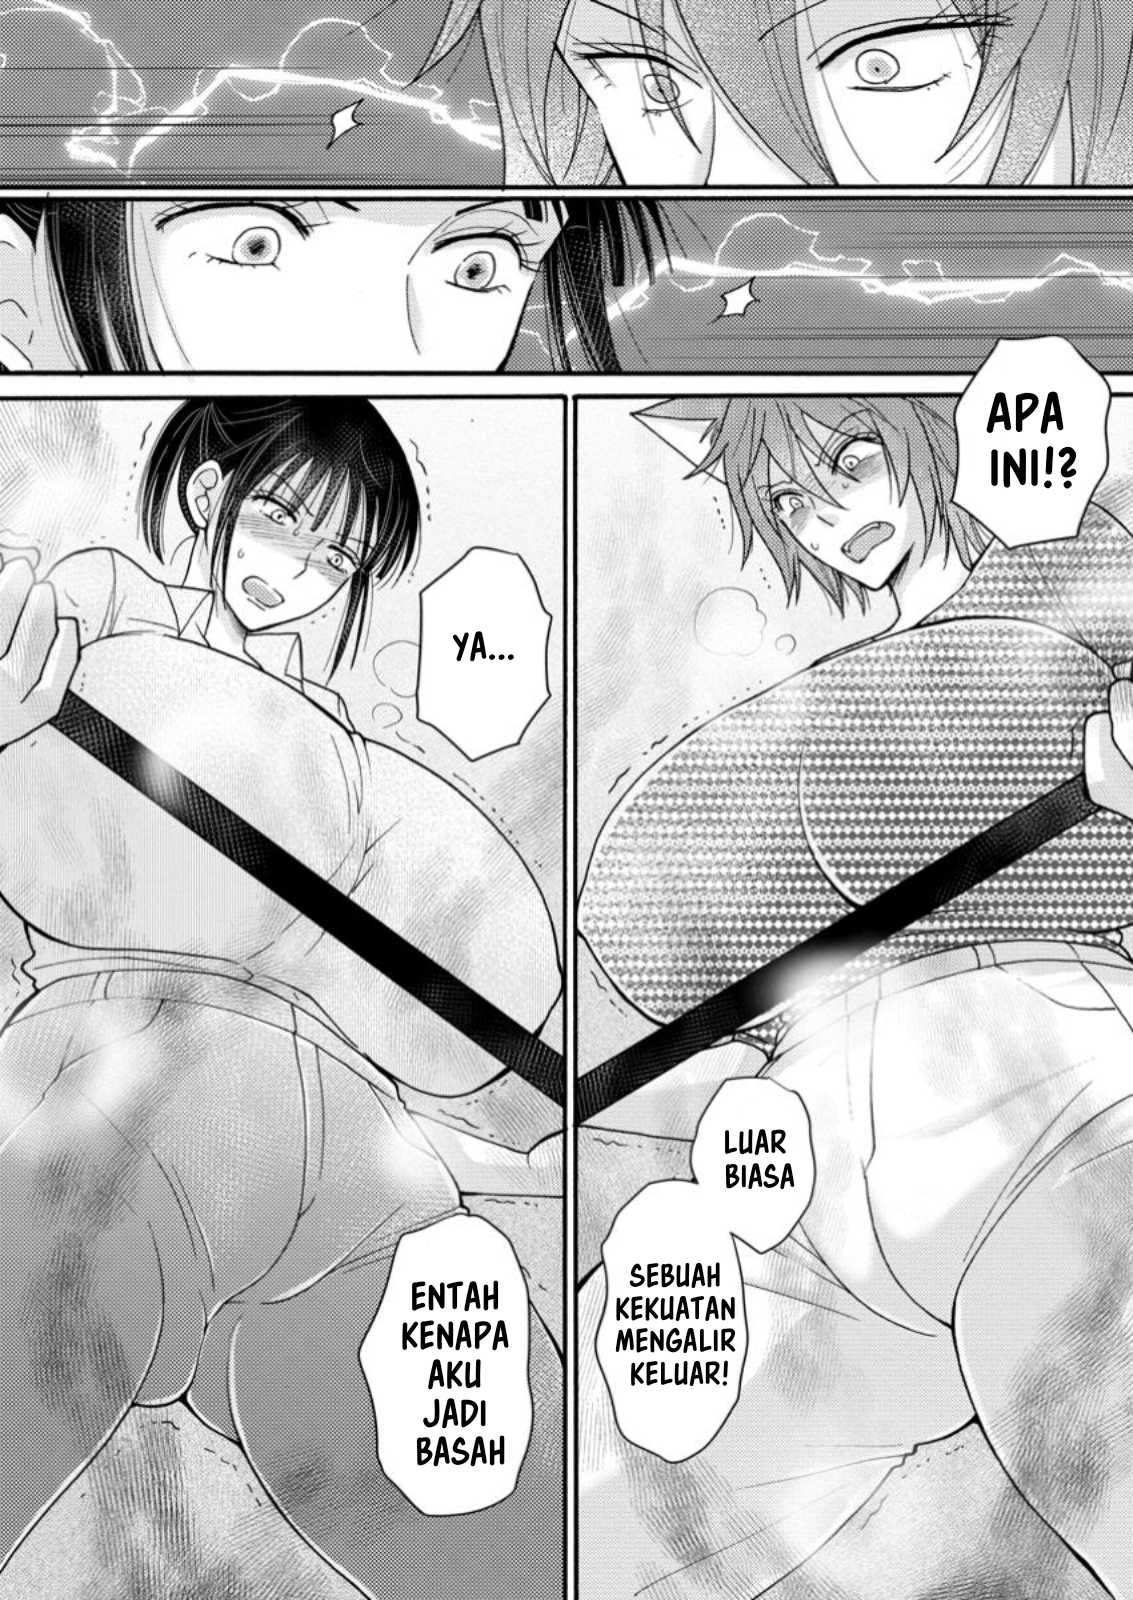 APA
INI!?
LUAR
BIASA
SEBUAH
KEKUATAN
MENGALIR
KELUAR!
YA...
ENTAH
KENAPA
AKU
JADI
BASAH